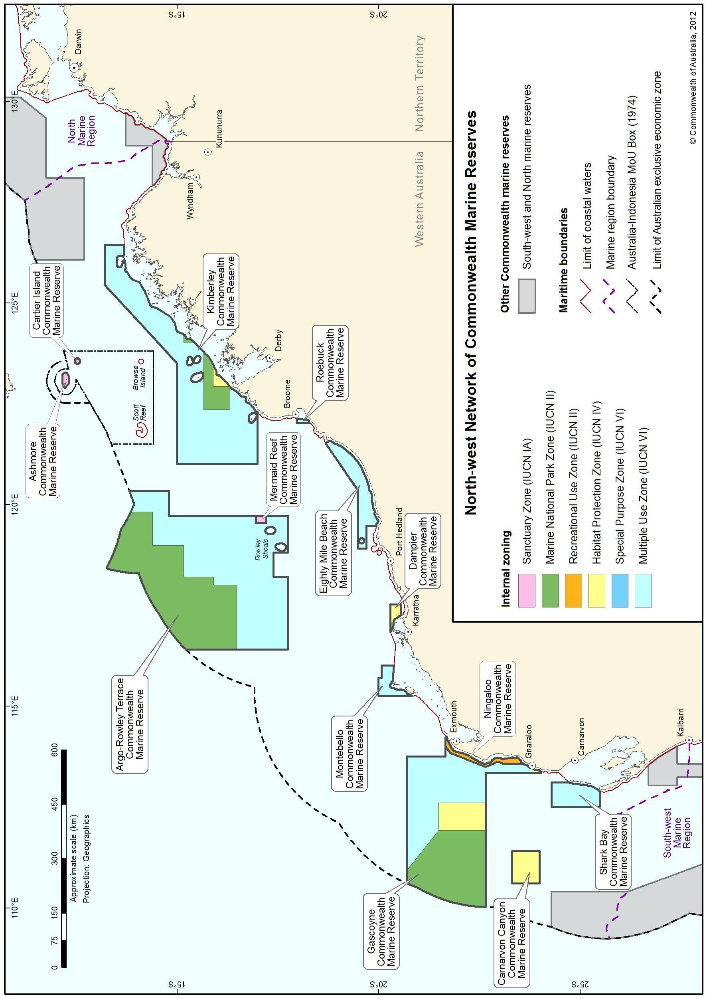 North-west Network of Commonwealth Marine Reserves
Internal zoning
Sanctuary Zone (IUCN IA)
Marine National Park Zone (IUCN II)
Recreational Use Zone (IUCN II)
Habitat Protection Zone (IUCN IV)
Special Purpose Zone (IUCN VI)
Multiple Use Zone (IUCN VI)
Other Commonwealth marine reserves
South-west and North marine reserves
Maritime boundaries
Limit of coastal waters
Marine region boundary
Australia-Indonesia MoU Box (1974)
Limit of Australian exclusive economic zone
© Commonwealth of Australia, 2012
110°E
115°E
120°E
125°E
130°E
0 75 150 300 450 600
Approximate scale (km)
Projection: Geographics
15°S
20°S
25°S
15°S
20°S
Ashmore
Commonwealth
Marine Reserve
Cartier Island
Commonwealth
Marine Reserve
North
Marine
Region
Darwin
Argo-Rowley Terrace
Commonwealth
Marine Reserve
Scott
Reef
Browse
Island
Kimberley
Commonwealth
Marine Reserve
Wyndham
Kununurra
Rowley
Shoals
Mermaid Reef
Commonwealth
Marine Reserve
Broome
Derby
Roebuck
Commonwealth
Marine Reserve
Eighty Mile Beach
Commonwealth
Marine Reserve
Montebello
Commonwealth
Marine Reserve
Port Hedland
Dampier
Commonwealth
Marine Reserve
Karratha
Western Australia
Northern Territory
Gascoyne
Commonwealth
Marine Reserve
Exmouth
Ningaloo
Commonwealth
Marine Reserve
Carnarvon Canyon
Commonwealth
Marine Reserve
Gnaraloo
Carnarvon
Shark Bay
Commonwealth
Marine Reserve
South-west
Marine
Region
Kalbarri